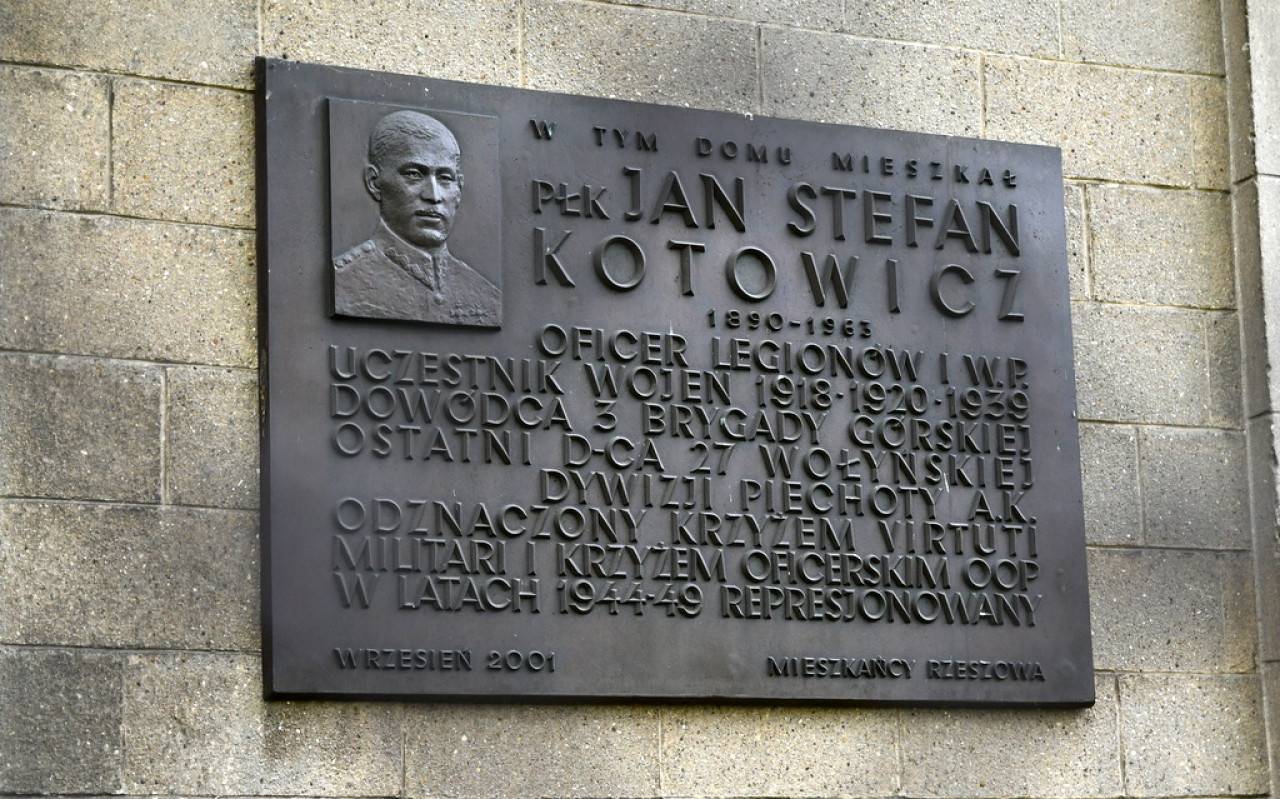 W TYM DOMU MIESZKAŁ
PŁK JAN STEFAN
KOTOWICZ
1890-1963
OFICER LEGIONÓW I W.P.
UCZESTNIK WOJEN 1918-1920-1939
DOWÓDCA 3 BRYGADY GÓRSKIEJ
OSTATNI D-CA 27 WOŁYŃSKIEJ
DYWIZJI PIECHOTY A.K.
ODZNACZONY KRZYŻEM VIRTUTI
MILITARI I KRZYŻEM OFICERSKIM OOP
W LATACH 1944-49 REPRESJONOWANY
WRZESIEŃ 2001 MIESZKAŃCY RZESZOWA